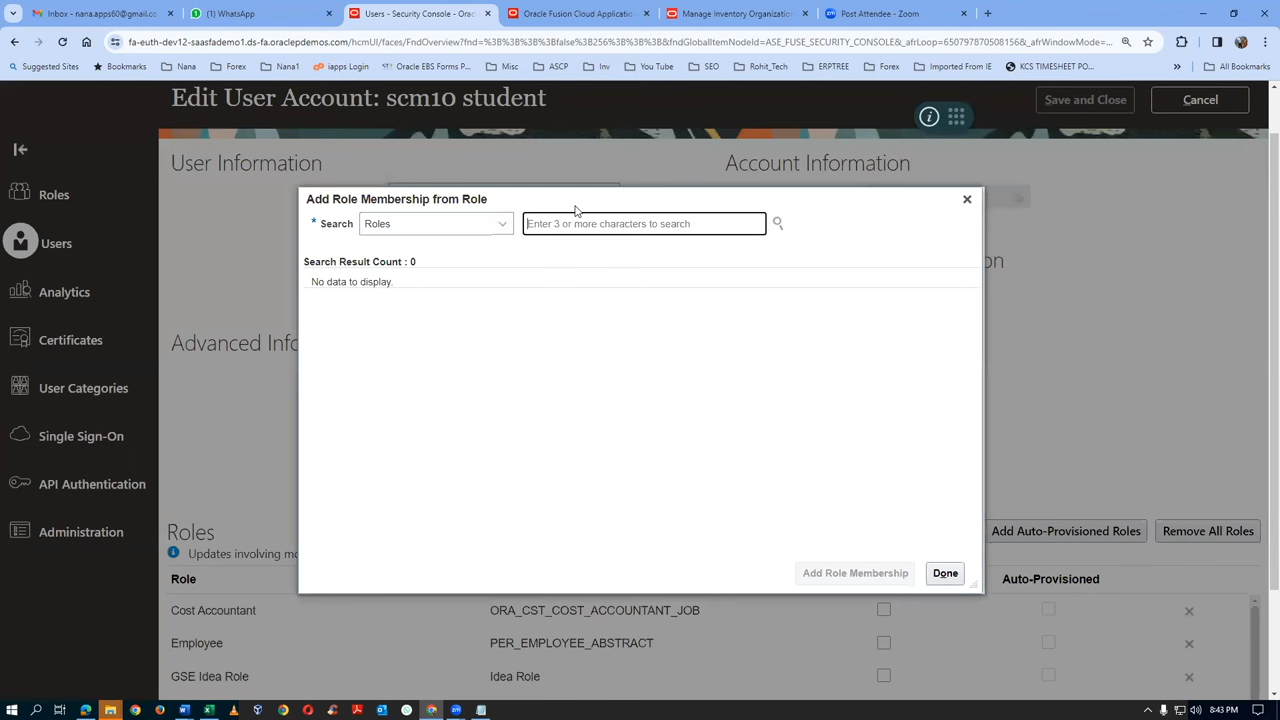 Inbox - nana.apps60@gmail.co
(1) WhatsApp
Users - Security Console - Orac
Oracle Fusion Cloud Application
Manage Inventory Organization
Post Attendee - Zoom
fa-euth-dev12-saasfademo1.ds-fa.oraclepdemos.com/hcmUI/faces/FndOverview?fnd=%3B%3B%3B%3Bfalse%3B256%3B%3B%3B&fndGlobalItemNodeId=ASE_FUSE_SECURITY_CONSOLE&_afrLoop=650797870508156&_afrWindowMode=...
Suggested Sites
Bookmarks
Nana
Forex
Nana1
iapps Login
Oracle EBS Forms P...
Misc
ASCP
Inv
You Tube
SEO
Rohit_Tech
ERPTREE
Forex
Imported From IE
KCS TIMESHEET PO...
»
All Bookmarks
Edit User Account: scm10 student
Save and Close
Cancel
User Information
Account Information
Roles
Users
Analytics
Certificates
User Categories
Single Sign-On
API Authentication
Administration
Add Role Membership from Role
* Search
Roles
Enter 3 or more characters to search
Search Result Count : 0
No data to display.
on
Advanced Info
Add Role Membership
Done
Roles
Add Auto-Provisioned Roles
Remove All Roles
Updates involving mo
Role
Auto-Provisioned
Cost Accountant
ORA_CST_COST_ACCOUNTANT_JOB
Employee
PER_EMPLOYEE_ABSTRACT
GSE Idea Role
Idea Role
8:43 PM